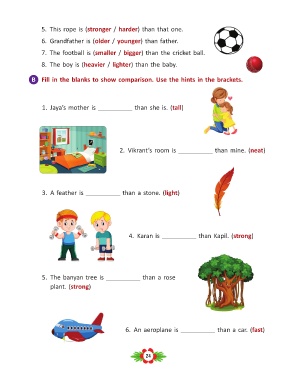 5. This rope is (stronger / harder) than that one.
6. Grandfather is (older / younger) than father.
7. The football is (smaller / bigger) than the cricket ball.
8. The boy is (heavier / lighter) than the baby.
B Fill in the blanks to show comparison. Use the hints in the brackets.
1. Jaya's mother is __________ than she is. (tall)
2. Vikrant's room is __________ than mine. (neat)
3. A feather is __________ than a stone. (light)
4. Karan is __________ than Kapil. (strong)
5. The banyan tree is __________ than a rose
plant. (strong)
6. An aeroplane is __________ than a car. (fast)
24